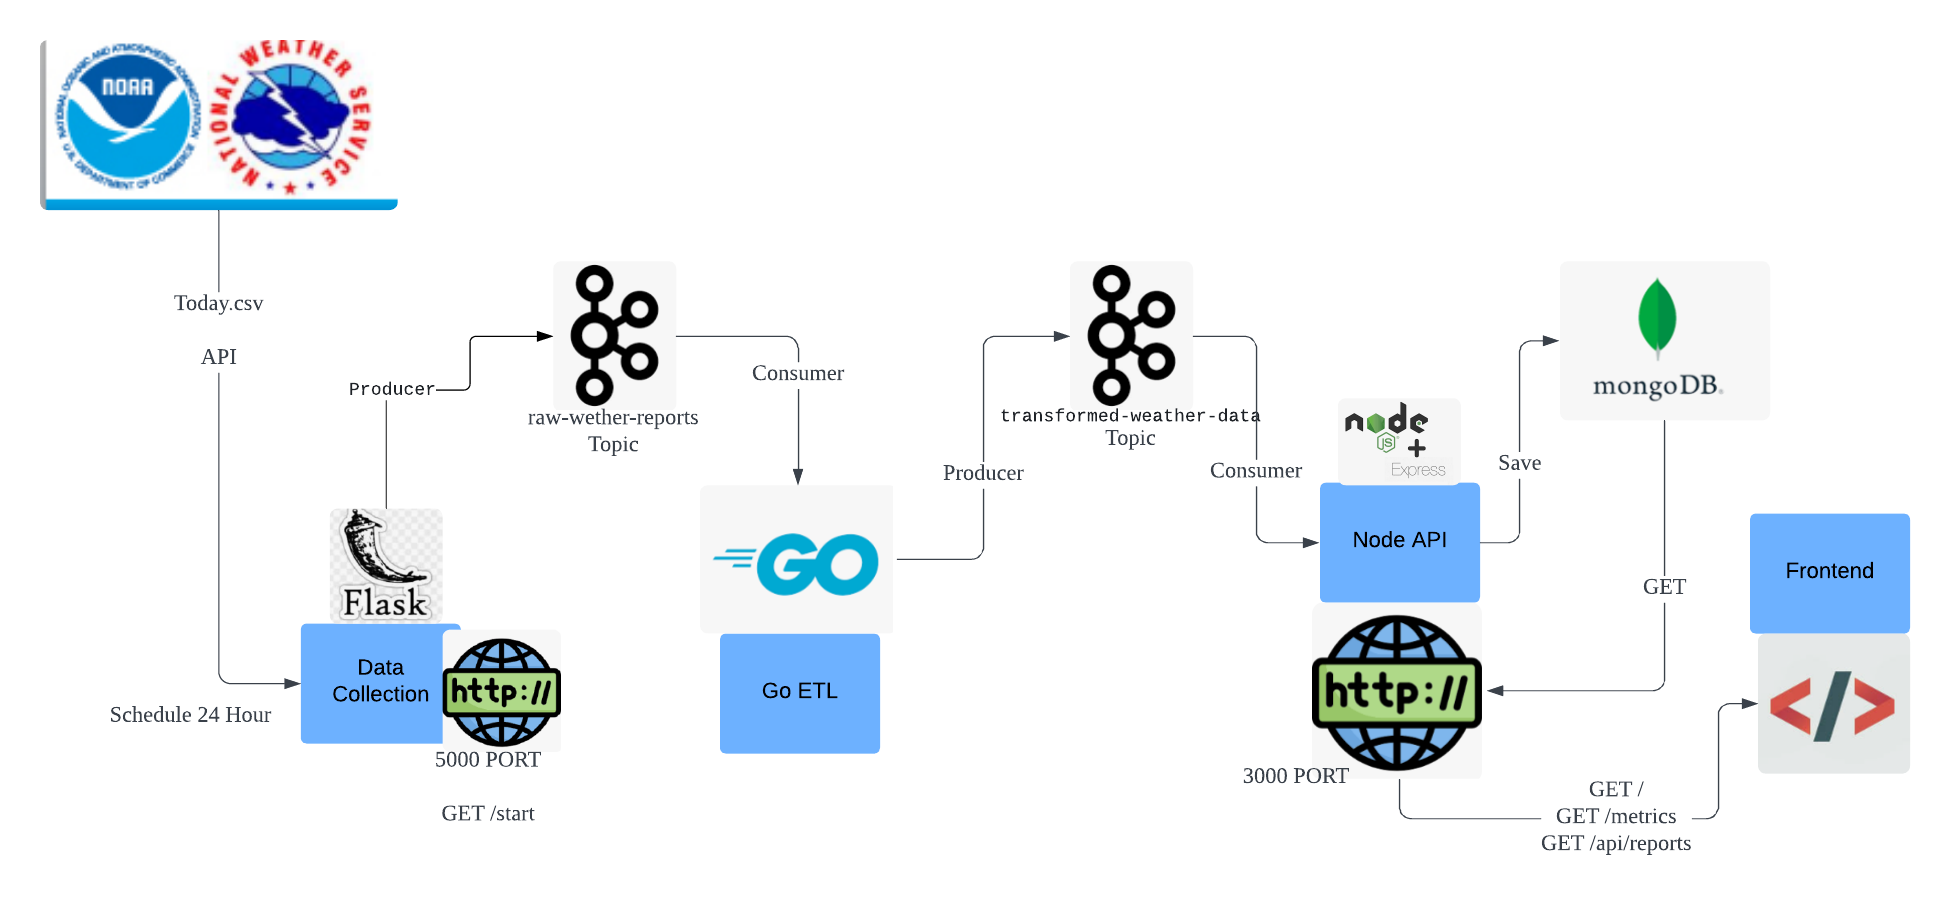 NATIONAL OCEANIC AND ATMOSPHERIC ADMINISTRATION
U.S. DEPARTMENT OF COMMERCE
NOAA
NATIONAL WEATHER SERVICE
Today.csv
API
Schedule 24 Hour
Producer
Flask
Data
Collection
http://
5000 PORT
GET /start
raw-wether-reports
Topic
Consumer
GO
Go ETL
Producer
transformed-weather-data
Topic
Consumer
node
JS
+
Express
Node API
http://
3000 PORT
Save
mongoDB.
GET
GET /
GET /metrics
GET /api/reports
Frontend
</>